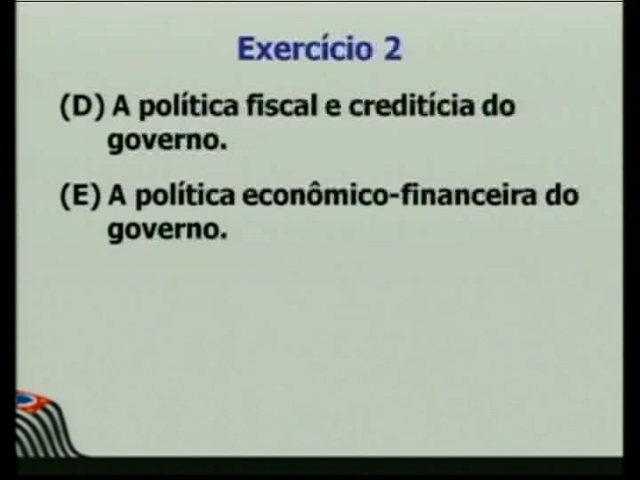 Exercício 2
(D) A política fiscal e creditícia do
governo.
(E) A política econômico-financeira do
governo.